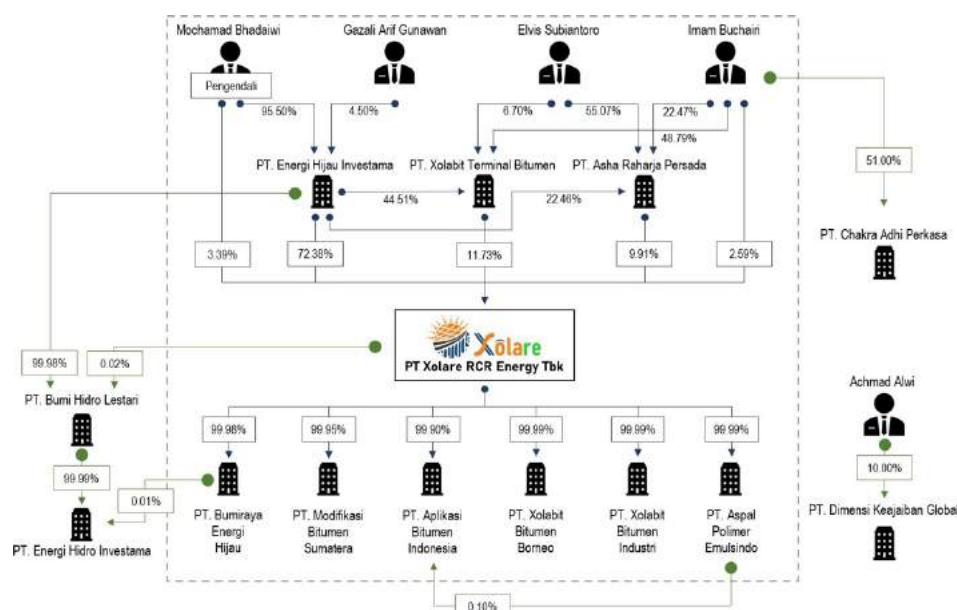 Mochamad Bhadaiwi
Gazali Arif Gunawan
Elvis Subiantoro
Imam Buchairi
Pengendali
95.50%
4.50%
6.70%
55.07%
22.47%
48.79%
PT. Energi Hijau Investama
PT. Xolabit Terminal Bitumen
PT. Asha Raharja Persada
51.00%
44.51%
22.46%
PT. Chakra Adhi Perkasa
3.39%
72.38%
11.73%
9.91%
2.59%
Xolare
PT Xolare RCR Energy Tbk
99.98%
0.02%
PT. Bumi Hidro Lestari
Achmad Alwi
99.98%
99.95%
99.90%
99.99%
99.99%
99.99%
99.99%
0.01%
10.00%
PT. Energi Hidro Investama
PT. Bumiraya
Energi
Hijau
PT. Modifikasi
Bitumen
Sumatera
PT. Aplikasi
Bitumen
Indonesia
PT. Xolabit
Bitumen
Borneo
PT. Xolabit
Bitumen
Industri
PT. Aspal
Polimer
Emulsindo
PT. Dimensi Keajaiban Global
0.10%